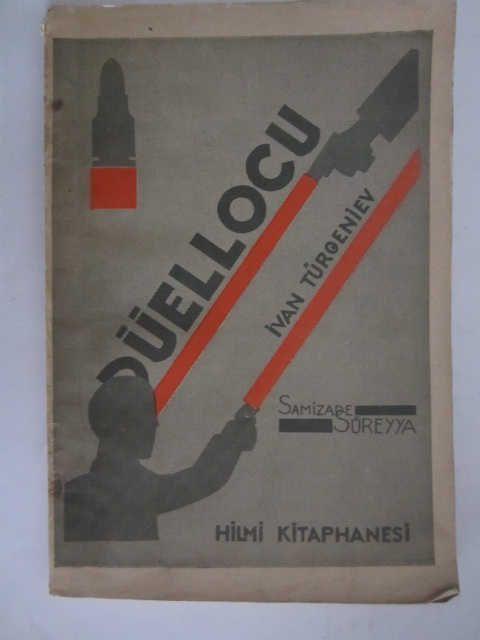 DÜELLOCU
İVAN TÜRGENİEV
SAMİZADE
SÜREYYA
HİLMİ KİTAPHANESİ